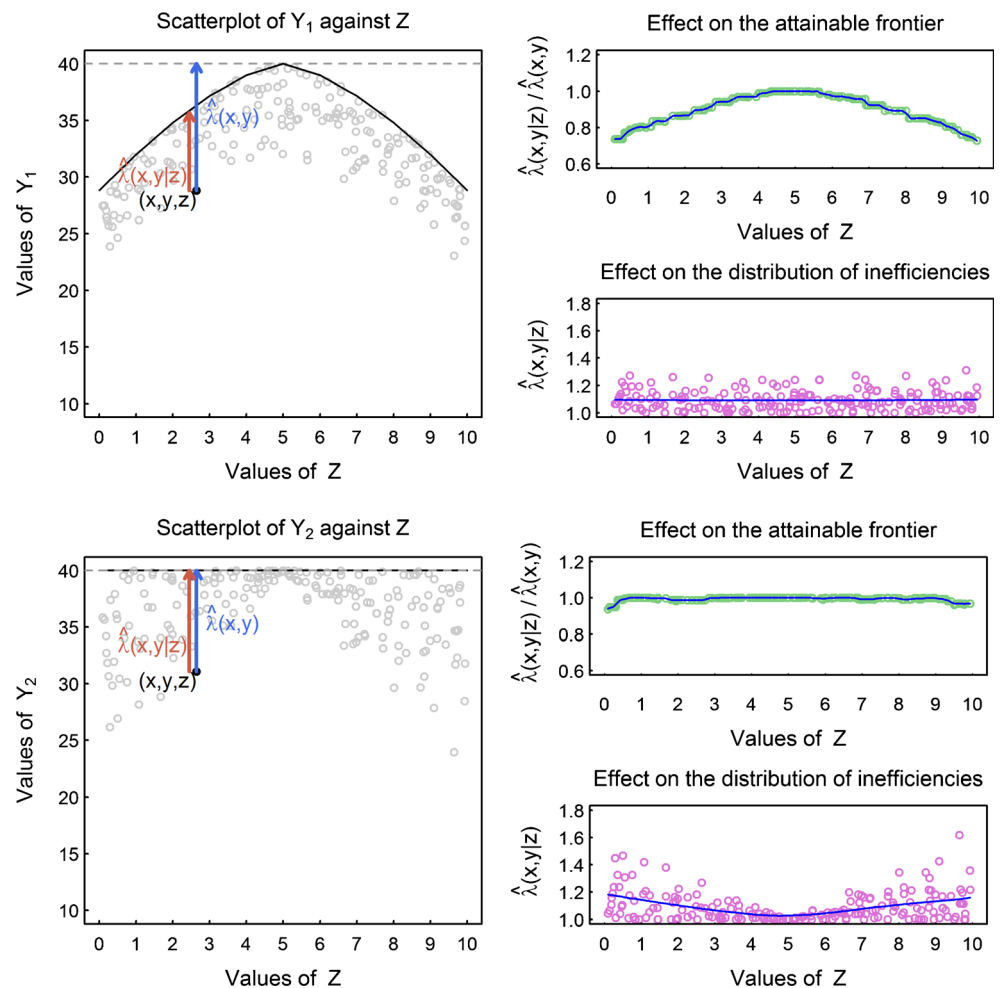 Scatterplot of Y₁ against Z
Values of Y₁
40
35
30
25
20
15
10
λ̂(x,y)
λ̂(x,y|z)
(x,y,z)
0 1 2 3 4 5 6 7 8 9 10
Values of Z
Effect on the attainable frontier
λ̂(x,y|z) / λ̂(x,y)
1.2
1.0
0.8
0.6
0 1 2 3 4 5 6 7 8 9 10
Values of Z
Effect on the distribution of inefficiencies
λ̂(x,y|z)
1.8
1.6
1.4
1.2
1.0
0 1 2 3 4 5 6 7 8 9 10
Values of Z
Scatterplot of Y₂ against Z
Values of Y₂
40
35
30
25
20
15
10
λ̂(x,y)
λ̂(x,y|z)
(x,y,z)
0 1 2 3 4 5 6 7 8 9 10
Values of Z
Effect on the attainable frontier
λ̂(x,y|z) / λ̂(x,y)
1.2
1.0
0.8
0.6
0 1 2 3 4 5 6 7 8 9 10
Values of Z
Effect on the distribution of inefficiencies
λ̂(x,y|z)
1.8
1.6
1.4
1.2
1.0
0 1 2 3 4 5 6 7 8 9 10
Values of Z